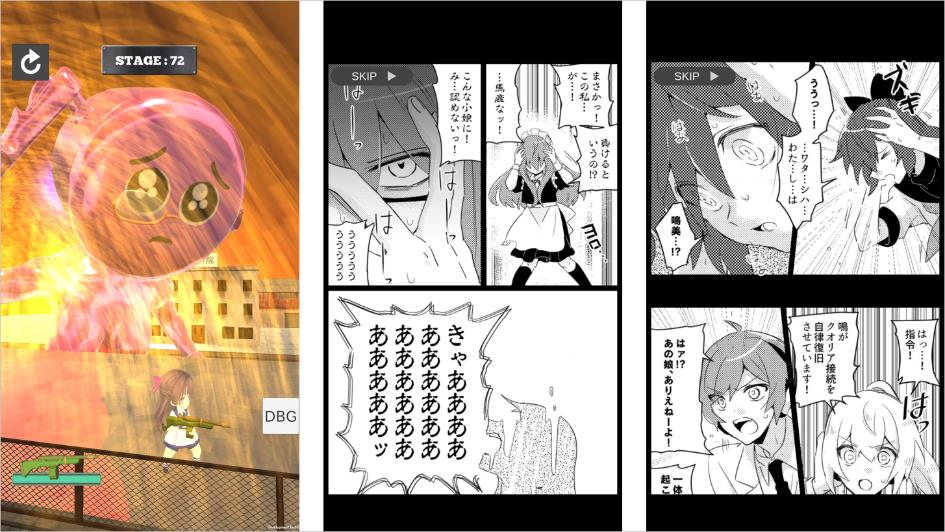 STAGE : 72
DBG
SKIP
まさかっ!
この私…
が…!
負けると
いうの!?
…馬鹿なッ!
ヨロ…
こんな小娘に!
み…認めないっ!
はーっ
はっ
は
うううううう
うううううう
きゃああああ
ああああああ
ああああああ
あああああッ
SKIP
ズキ
ううっ……!
…ワタ…シハ…
わたし……は
鳴美…!?
はっ…!
指令!
はっ
鳴が
クオリア接続を
自律復旧
させています!
はァ!?
あの娘、ありえねーよ!
一体
起こ